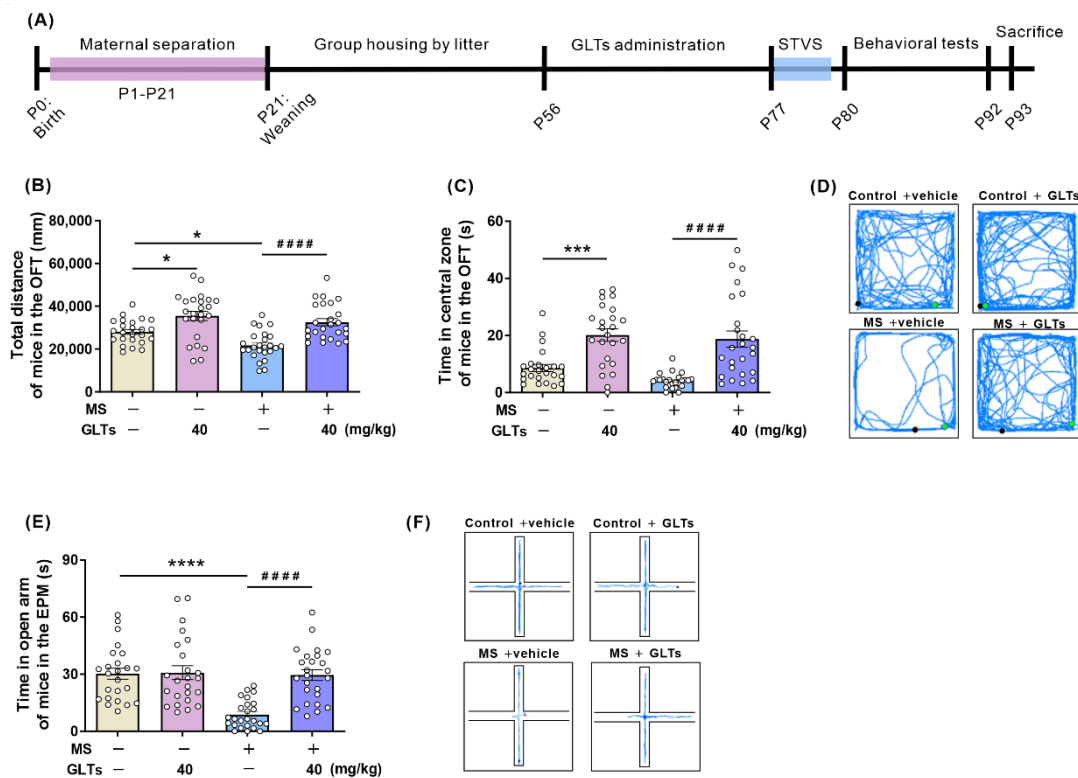 (A)
Maternal separation
Group housing by litter
GLTs administration
STVS
Behavioral tests
Sacrifice
P1-P21
P0:
Birth
P21:
Weaning
P56
P77
P80
P92
P93
(B)
Total distance
of mice in the OFT (mm)
80,000
60,000
40,000
20,000
0
*
*
####
MS – – + +
GLTs – 40 – 40 (mg/kg)
(C)
Time in central zone
of mice in the OFT (s)
60
40
20
0
***
####
MS – – + +
GLTs – 40 – 40 (mg/kg)
(D)
Control +vehicle
Control + GLTs
MS +vehicle
MS + GLTs
(E)
Time in open arm
of mice in the EPM (s)
90
60
30
0
****
####
MS – – + +
GLTs – 40 – 40 (mg/kg)
(F)
Control +vehicle
Control + GLTs
MS +vehicle
MS + GLTs